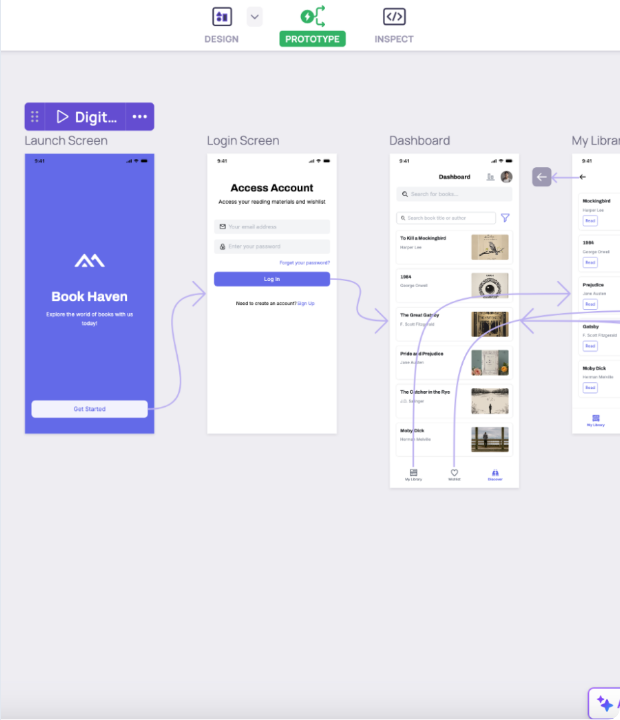 DESIGN
PROTOTYPE
INSPECT
Digit...
Launch Screen
9:41
Book Haven
Explore the world of books with us
today!
Get Started
Login Screen
9:41
Access Account
Access your reading materials and wishlist
Your email address
Enter your password
Forget your password?
Log In
Need to create an account? Sign Up
Dashboard
9:41
Dashboard
Search for books...
Search book title or author
To Kill a Mockingbird
Harper Lee
1984
George Orwell
The Great Gatsby
F. Scott Fitzgerald
Pride and Prejudice
Jane Austen
The Catcher in the Rye
J.D. Salinger
Moby Dick
Herman Melville
My Library
Wishlist
Discover
My Librar
9:41
Mockingbird
Harper Lee
Read
1984
George Orwell
Read
Prejudice
Jane Austen
Read
Gatsby
F. Scott Fitzgerald
Read
Moby Dick
Herman Melville
Read
My Library